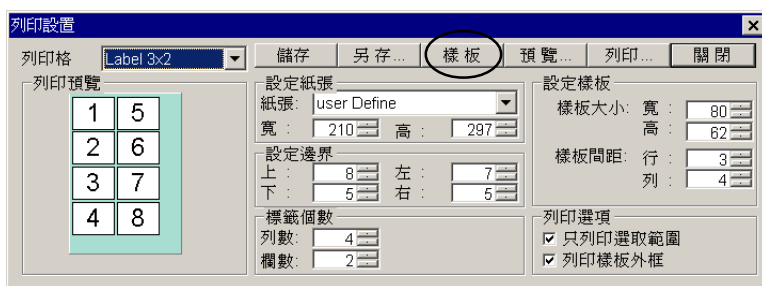 列印設置
列印格 Label 3x2 儲存 另存... 樣板 預覽... 列印... 關閉
列印預覽
1 5
2 6
3 7
4 8
設定紙張
紙張: user Define
寬 : 210 高 : 297
設定邊界
上 : 8 左 : 7
下 : 5 右 : 5
標籤個數
列數: 4
欄數: 2
設定樣板
樣板大小: 寬 : 80
高 : 62
樣板間距: 行 : 3
列 : 4
列印選項
只列印選取範圍
列印樣板外框